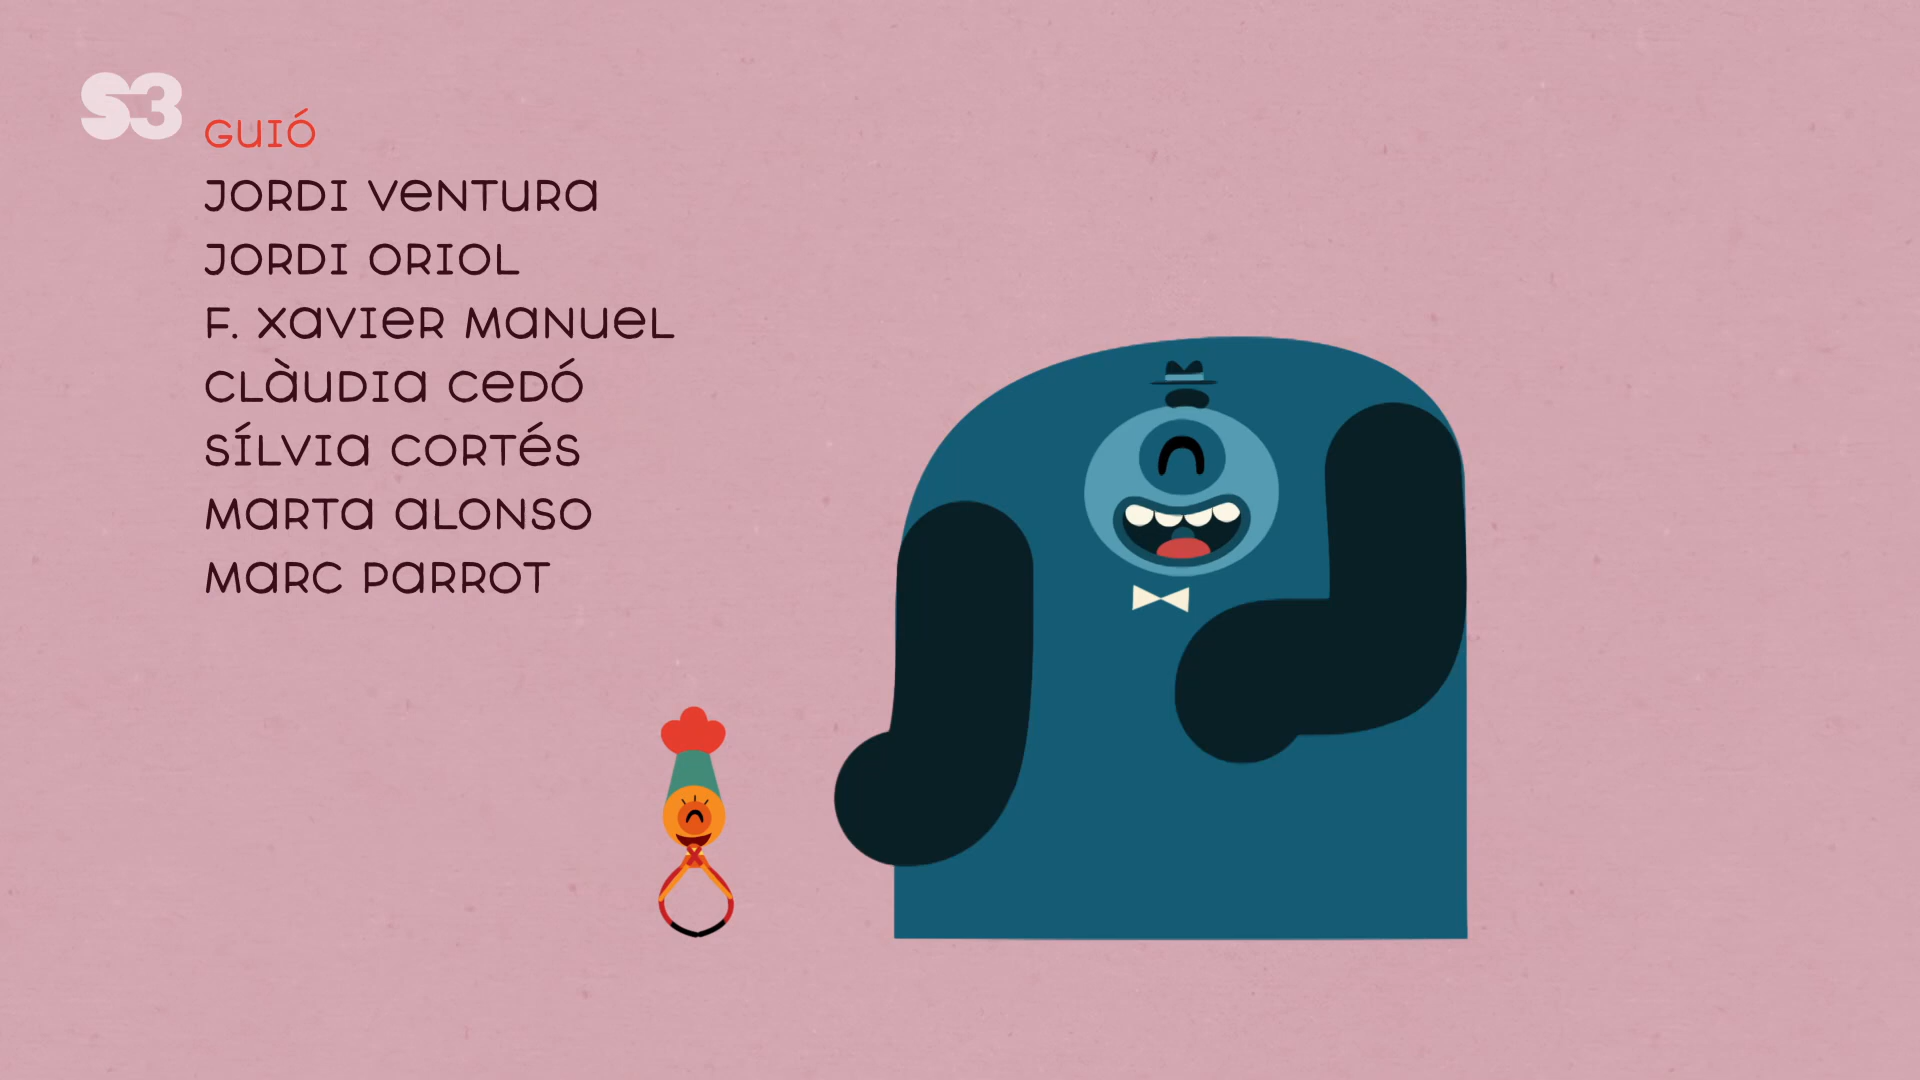 S3
GUIÓ
JORDI VENTURA
JORDI ORIOL
F. XAVIER MANUEL
CLÀUDIA CEDÓ
SÍLVIA CORTÉS
MARTA ALONSO
MARC PARROT